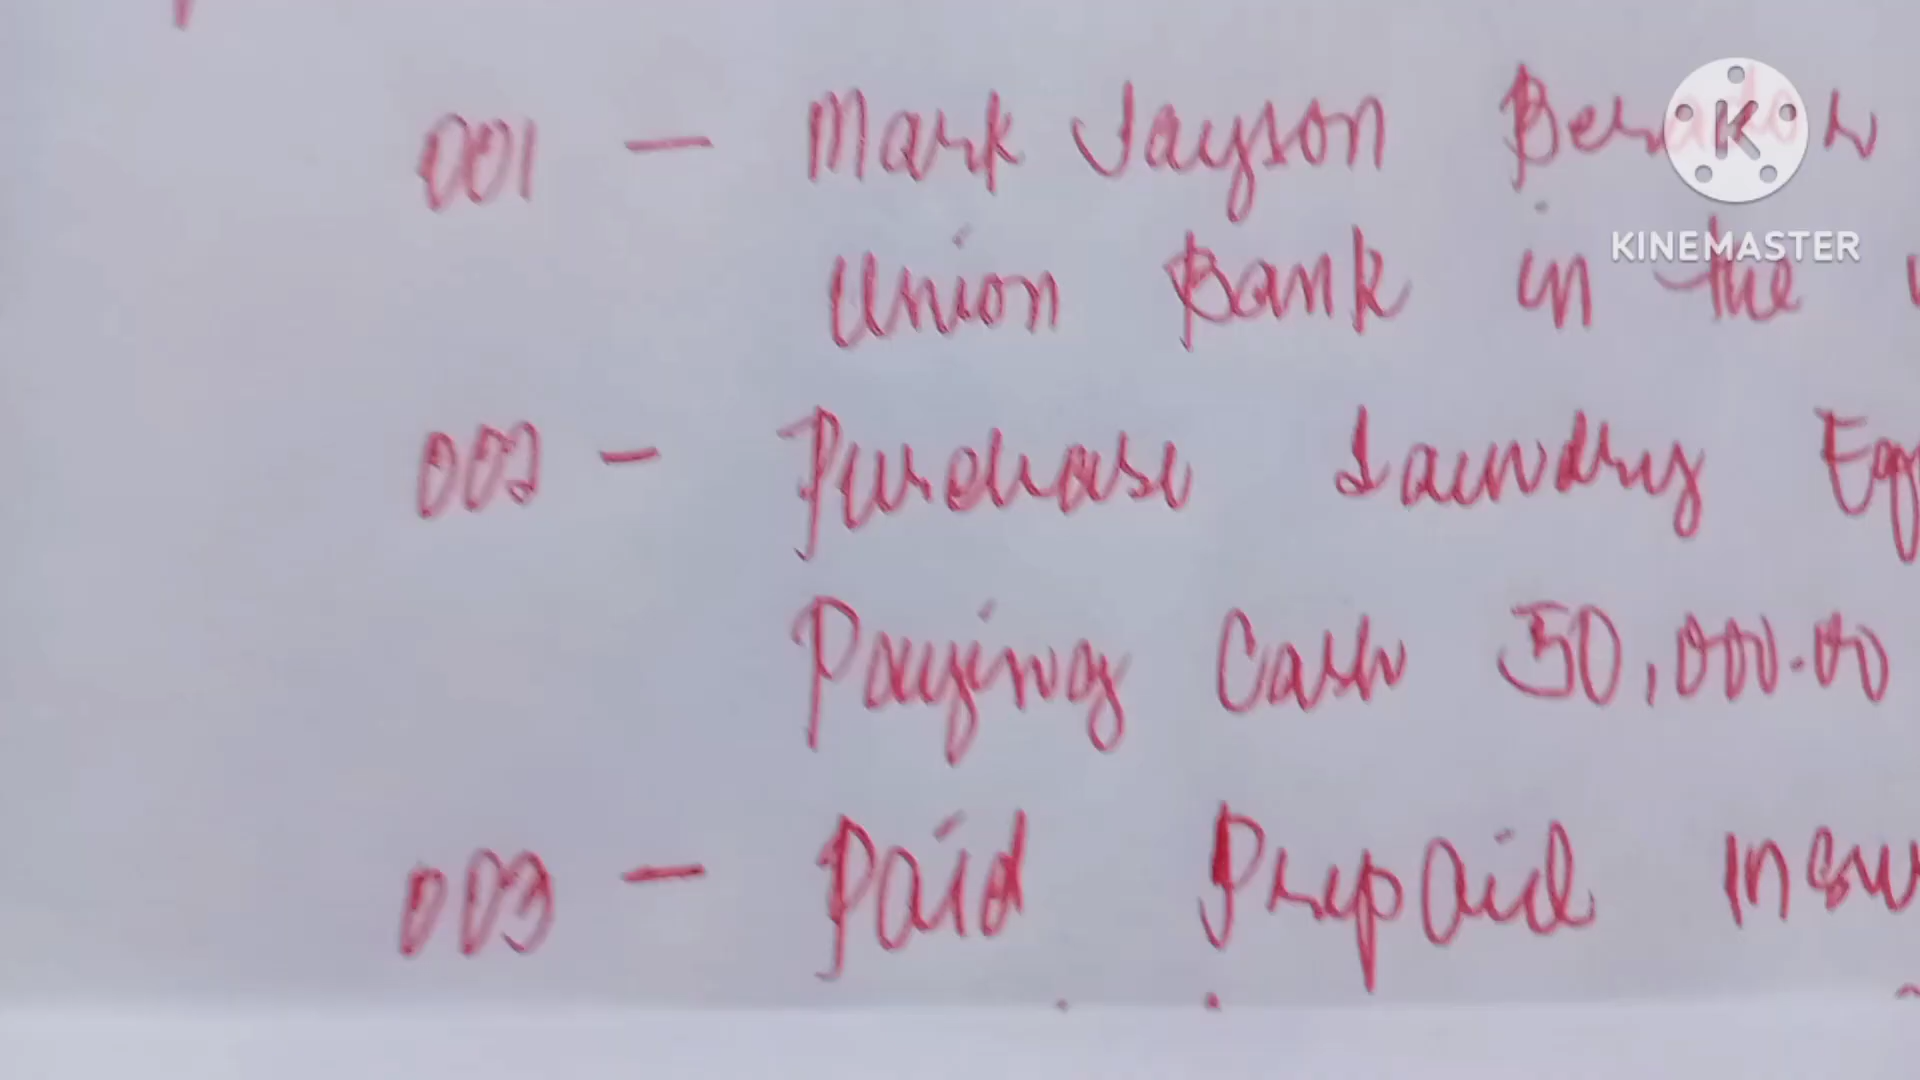 001 — Mark Jayson
KINEMASTER
Union Bank in the
002 — Purchase Laundry
Paying Cash 50,000.00
003 — Paid Prepaid